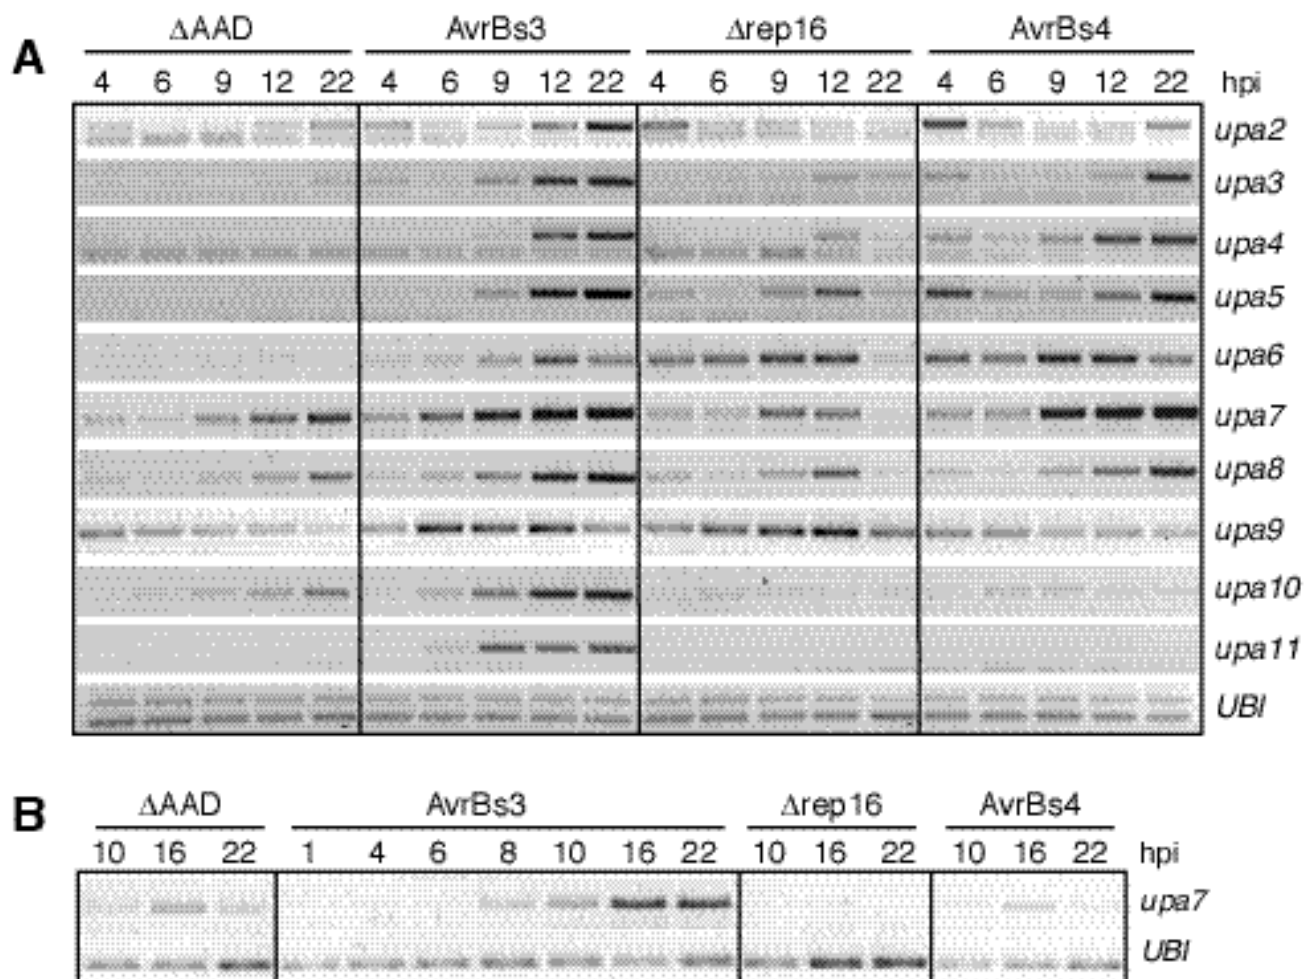 A
ΔAAD AvrBs3 Δrep16 AvrBs4
4 6 9 12 22 4 6 9 12 22 4 6 9 12 22 4 6 9 12 22 hpi
upa2
upa3
upa4
upa5
upa6
upa7
upa8
upa9
upa10
upa11
UBI
B
ΔAAD AvrBs3 Δrep16 AvrBs4
10 16 22 1 4 6 8 10 16 22 10 16 22 10 16 22 hpi
upa7
UBI